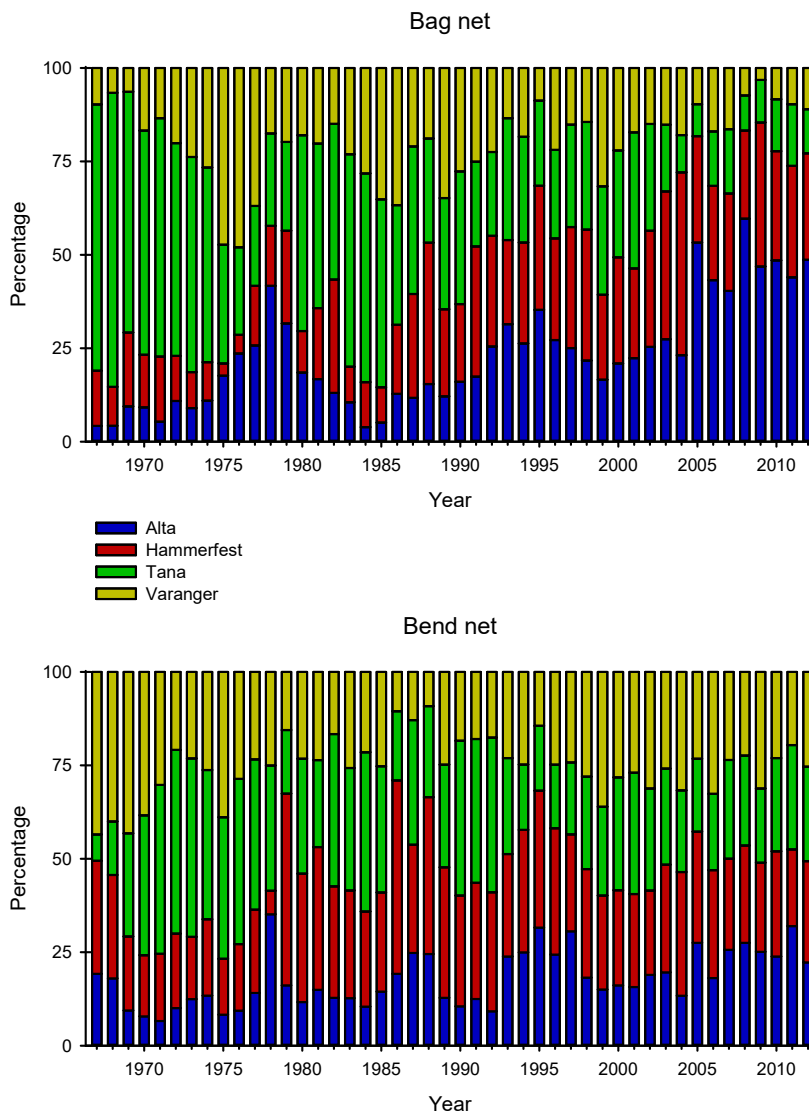 Bag net
100
75
50
25
0
Percentage
1970 1975 1980 1985 1990 1995 2000 2005 2010
Year
Alta
Hammerfest
Tana
Varanger
Bend net
100
75
50
25
0
Percentage
1970 1975 1980 1985 1990 1995 2000 2005 2010
Year